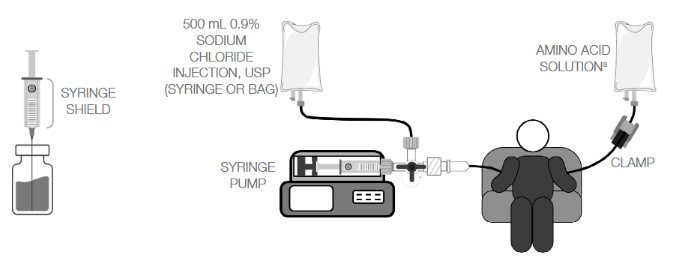 SYRINGE
SHIELD
500 mL 0.9%
SODIUM
CHLORIDE
INJECTION, USP
(SYRINGE OR BAG)
SYRINGE
PUMP
AMINO ACID
SOLUTIONª
CLAMP